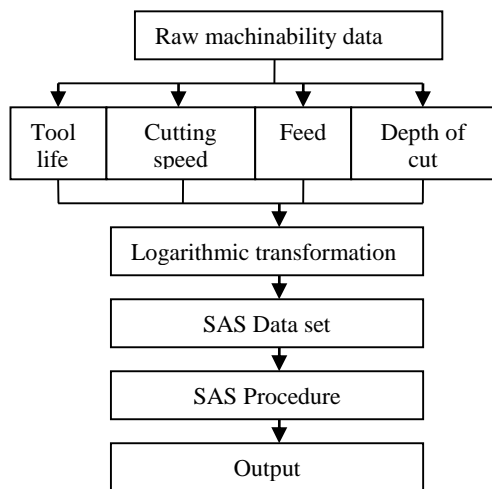 Raw machinability data
Tool
life
Cutting
speed
Feed
Depth of
cut
Logarithmic transformation
SAS Data set
SAS Procedure
Output